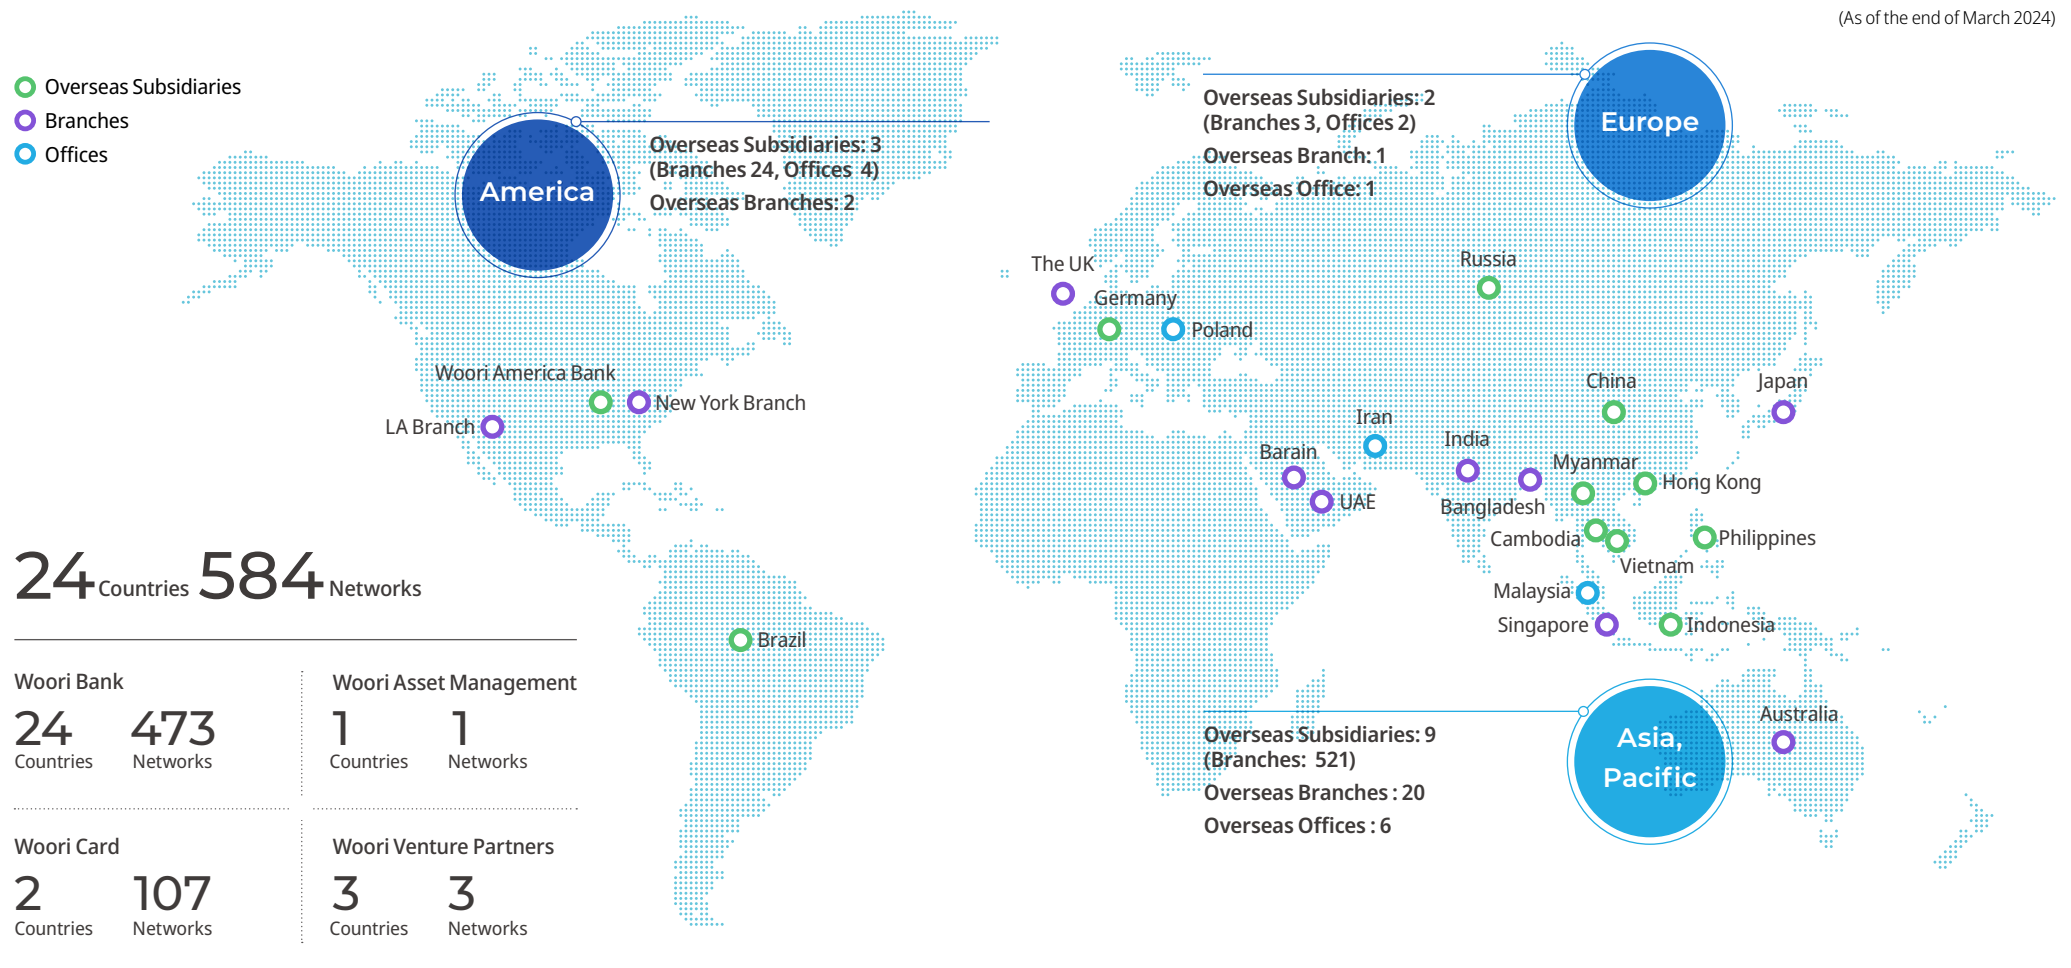 (As of the end of March 2024)
Overseas Subsidiaries
Branches
Offices
America
Overseas Subsidiaries: 3
(Branches 24, Offices 4)
Overseas Branches: 2
Overseas Subsidiaries: 2
(Branches 3, Offices 2)
Overseas Branch: 1
Overseas Office: 1
Europe
The UK
Germany
Poland
Russia
Woori America Bank
New York Branch
LA Branch
China
Japan
Iran
India
Barain
UAE
Myanmar
Hong Kong
Bangladesh
Cambodia
Philippines
Vietnam
Malaysia
Singapore
Indonesia
Brazil
24 Countries 584 Networks
Woori Bank
24 473
Countries Networks
Woori Asset Management
1 1
Countries Networks
Woori Card
2 107
Countries Networks
Woori Venture Partners
3 3
Countries Networks
Overseas Subsidiaries: 9
(Branches: 521)
Overseas Branches : 20
Overseas Offices : 6
Asia,
Pacific
Australia